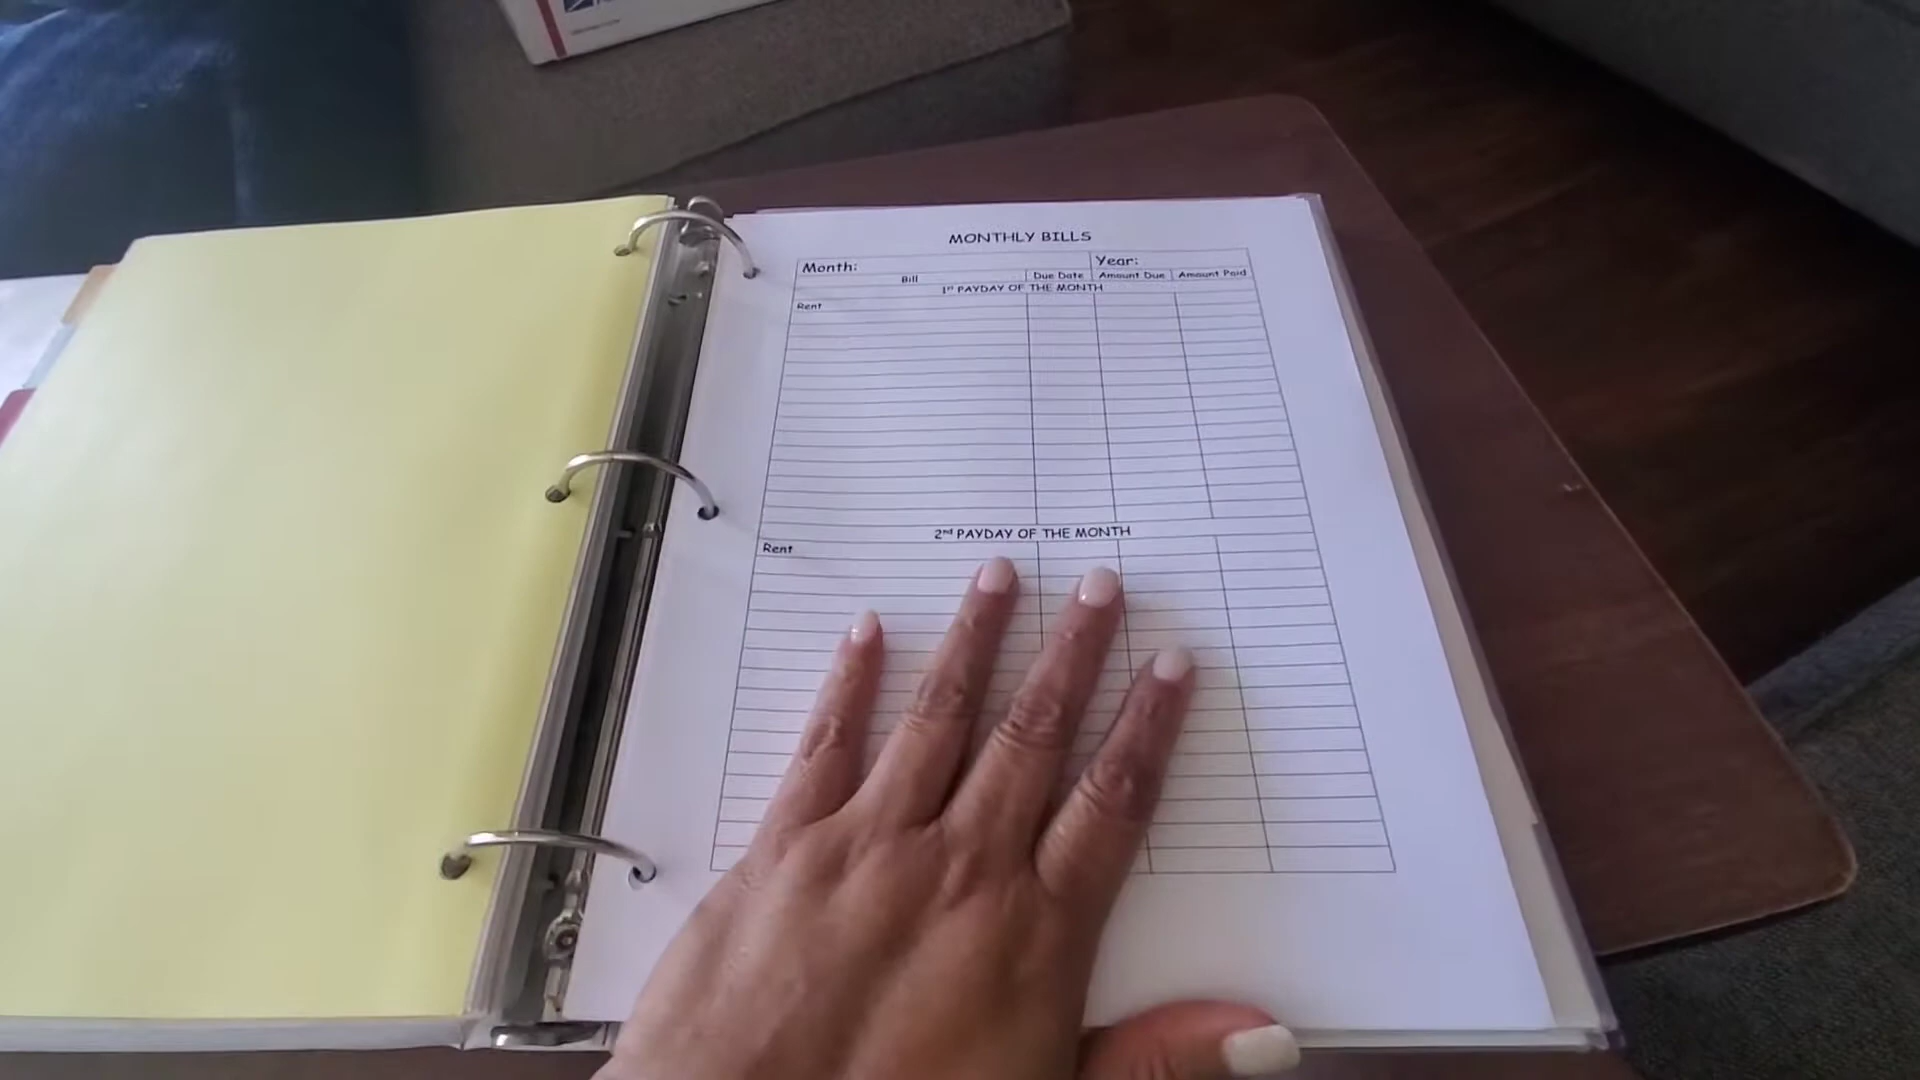 MONTHLY BILLS
Month: Year:
Bill Due Date Amount Due Amount Paid
1st PAYDAY OF THE MONTH
Rent
2nd PAYDAY OF THE MONTH
Rent